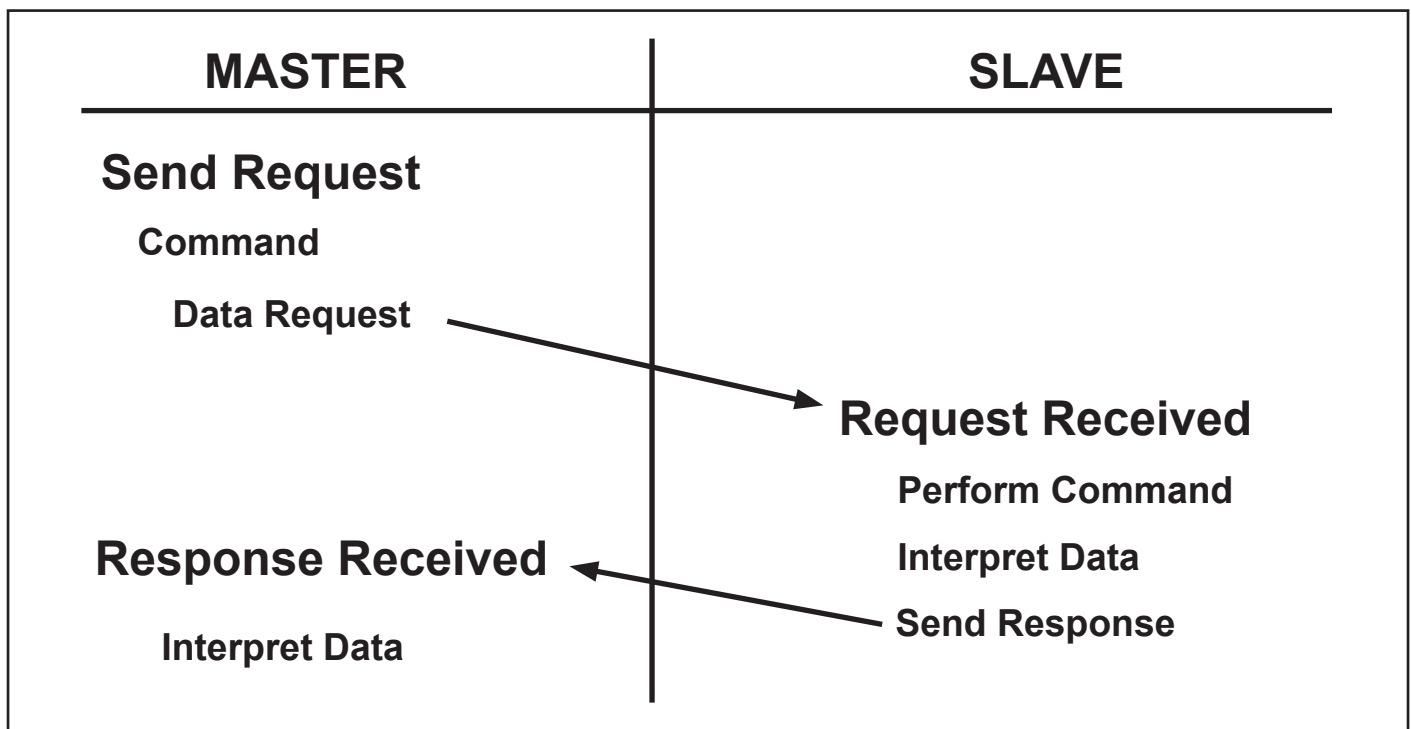 MASTER
SLAVE
Send Request
Command
Data Request
Request Received
Perform Command
Interpret Data
Send Response
Response Received
Interpret Data